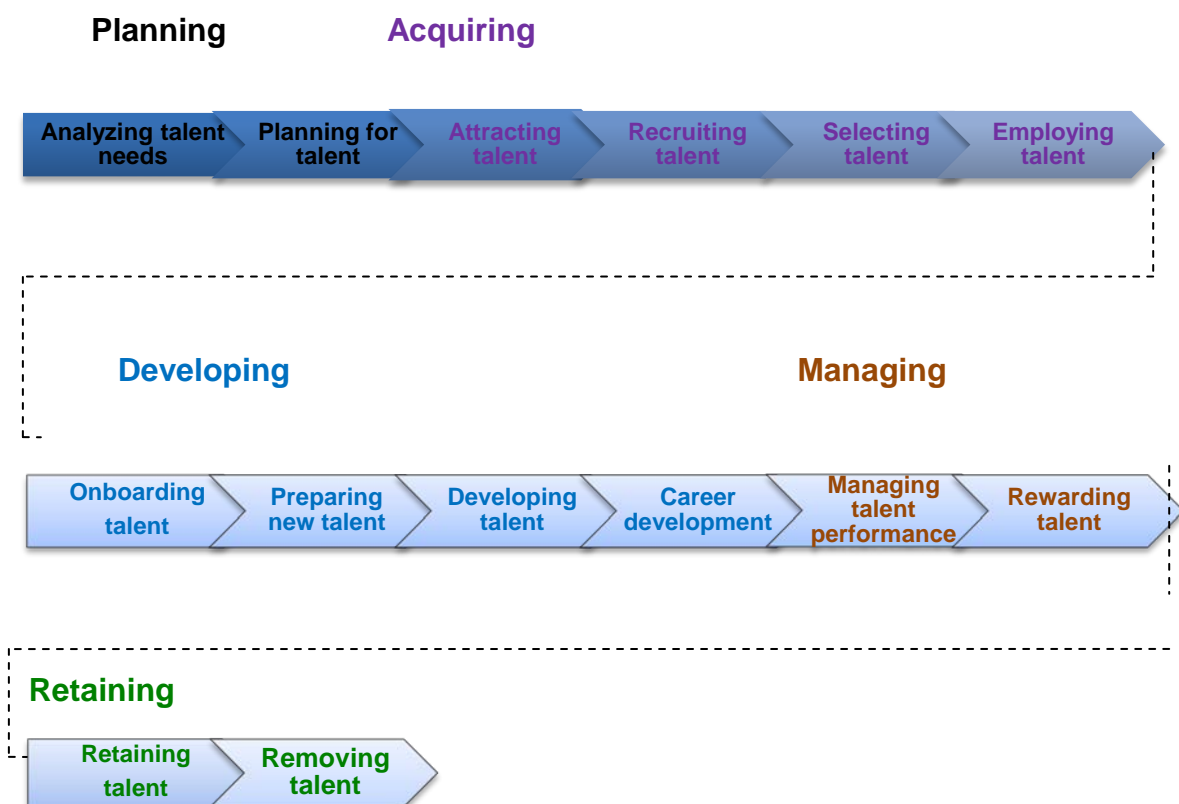 Planning Acquiring
Analyzing talent
needs
Planning for
talent
Attracting
talent
Recruiting
talent
Selecting
talent
Employing
talent
Developing Managing
Onboarding
talent
Preparing
new talent
Developing
talent
Career
development
Managing
talent
performance
Rewarding
talent
Retaining
Retaining
talent
Removing
talent